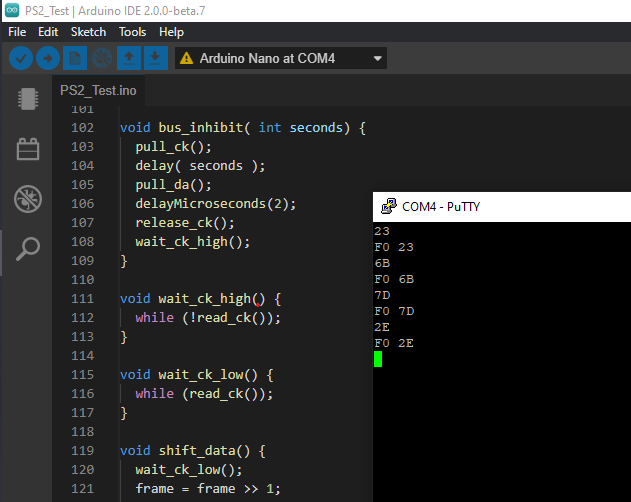 PS2_Test | Arduino IDE 2.0.0-beta.7
File Edit Sketch Tools Help
Arduino Nano at COM4
PS2_Test.ino
101
102 void bus_inhibit( int seconds) {
103 pull_ck();
104 delay( seconds );
105 pull_da();
106 delayMicroseconds(2);
107 release_ck();
108 wait_ck_high();
109 }
110
111 void wait_ck_high() {
112 while (!read_ck());
113 }
114
115 void wait_ck_low() {
116 while (read_ck());
117 }
118
119 void shift_data() {
120 wait_ck_low();
121 frame = frame >> 1;
COM4 - PuTTY
23
F0 23
6B
F0 6B
7D
F0 7D
2E
F0 2E